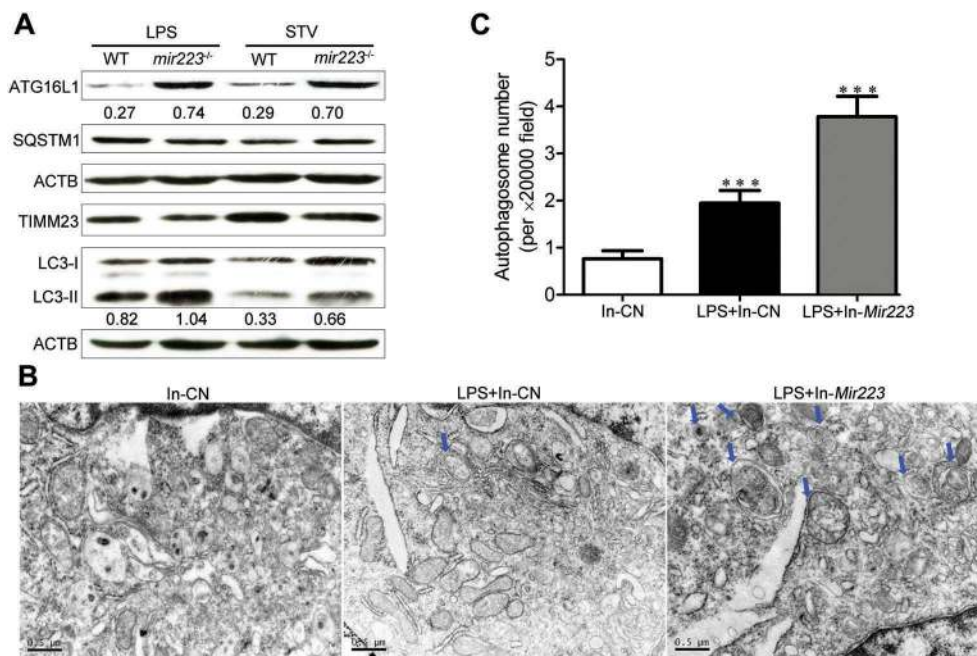 A
LPS STV
WT mir223-/- WT mir223-/-
ATG16L1
0.27 0.74 0.29 0.70
SQSTM1
ACTB
TIMM23
LC3-I
LC3-II
0.82 1.04 0.33 0.66
ACTB
C
Autophagosome number
(per ×20000 field)
5
4
3
2
1
0
***
***
In-CN LPS+In-CN LPS+In-Mir223
B
In-CN LPS+In-CN LPS+In-Mir223
0.5 µm 0.5 µm 0.5 µm